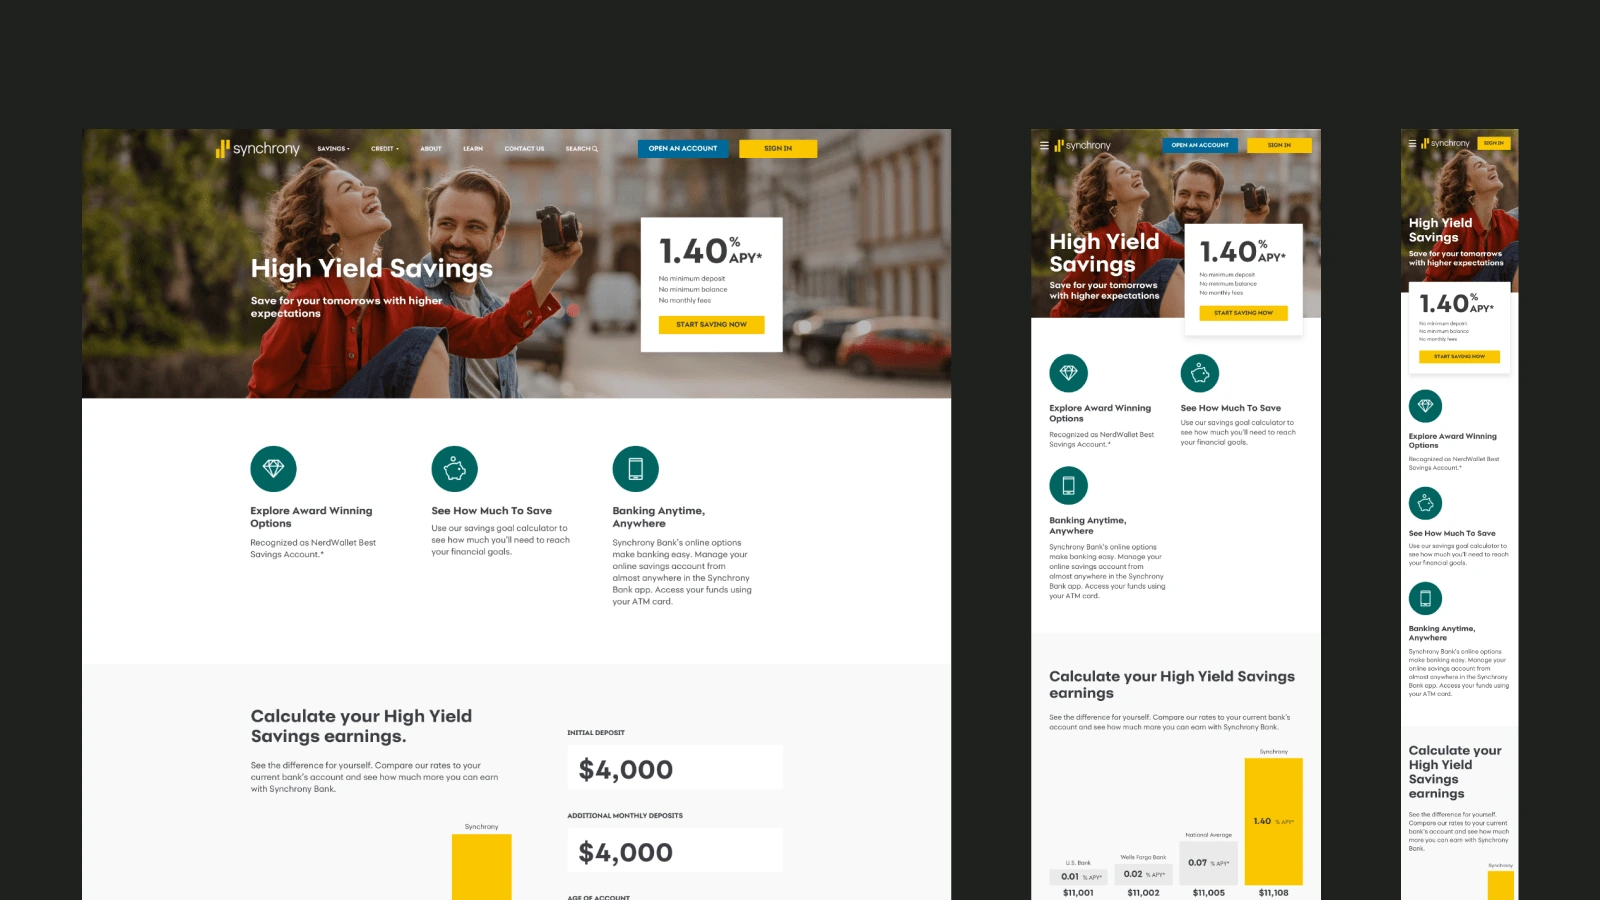 synchrony
SAVINGS
CREDIT
ABOUT
LEARN
CONTACT US
SEARCH
OPEN AN ACCOUNT
SIGN IN
High Yield Savings
Save for your tomorrows with higher
expectations
1.40% APY*
No minimum deposit
No minimum balance
No monthly fees
START SAVING NOW
Explore Award Winning
Options
Recognized as NerdWallet Best
Savings Account.*
See How Much To Save
Use our savings goal calculator to
see how much you'll need to reach
your financial goals.
Banking Anytime,
Anywhere
Synchrony Bank's online options
make banking easy. Manage your
online savings account from
almost anywhere in the Synchrony
Bank app. Access your funds using
your ATM card.
Calculate your High Yield
Savings earnings.
See the difference for yourself. Compare our rates to your
current bank's account and see how much more you can earn
with Synchrony Bank.
Synchrony
INITIAL DEPOSIT
$4,000
ADDITIONAL MONTHLY DEPOSITS
$4,000
AGE OF ACCOUNT
synchrony
OPEN AN ACCOUNT
SIGN IN
High Yield
Savings
Save for your tomorrows
with higher expectations
1.40% APY*
No minimum deposit
No minimum balance
No monthly fees
START SAVING NOW
Explore Award Winning
Options
Recognized as NerdWallet Best
Savings Account.*
See How Much To Save
Use our savings goal calculator to
see how much you'll need to reach
your financial goals.
Banking Anytime,
Anywhere
Synchrony Bank's online options
make banking easy. Manage your
online savings account from
almost anywhere in the Synchrony
Bank app. Access your funds using
your ATM card.
Calculate your High Yield Savings
earnings
See the difference for yourself. Compare our rates to your current bank's
account and see how much more you can earn with Synchrony Bank.
U.S. Bank
0.01 % APY*
$11,001
Wells Fargo Bank
0.02 % APY*
$11,002
National Average
0.07 % APY*
$11,005
Synchrony
1.40 % APY*
$11,108
synchrony
SIGN IN
High Yield
Savings
Save for your tomorrows
with higher expectations
1.40% APY*
No minimum deposit
No minimum balance
No monthly fees
START SAVING NOW
Explore Award Winning
Options
Recognized as NerdWallet Best
Savings Account.*
See How Much To Save
Use our savings goal calculator to
see how much you'll need to reach
your financial goals.
Banking Anytime,
Anywhere
Synchrony Bank's online options
make banking easy. Manage your
online savings account from
almost anywhere in the Synchrony
Bank app. Access your funds using
your ATM card.
Calculate your
High Yield
Savings
earnings
See the difference for yourself.
Compare our rates to your current
bank's account and see how much
more you can earn with Synchrony
Bank.
Synchrony